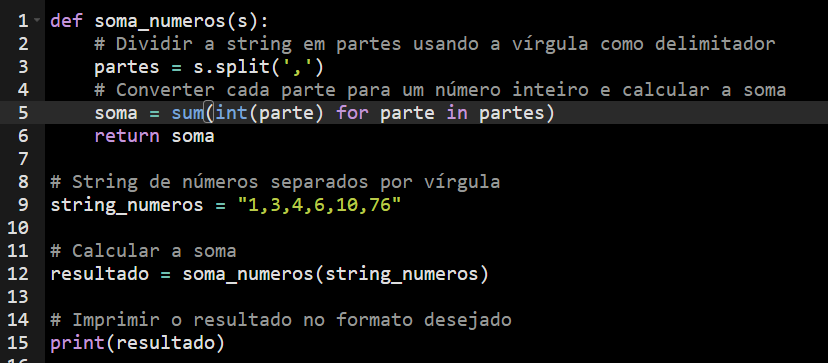 1 def soma_numeros(s):
2     # Dividir a string em partes usando a vírgula como delimitador
3     partes = s.split(',')
4     # Converter cada parte para um número inteiro e calcular a soma
5     soma = sum(int(parte) for parte in partes)
6     return soma
7
8 # String de números separados por vírgula
9 string_numeros = "1,3,4,6,10,76"
10
11 # Calcular a soma
12 resultado = soma_numeros(string_numeros)
13
14 # Imprimir o resultado no formato desejado
15 print(resultado)